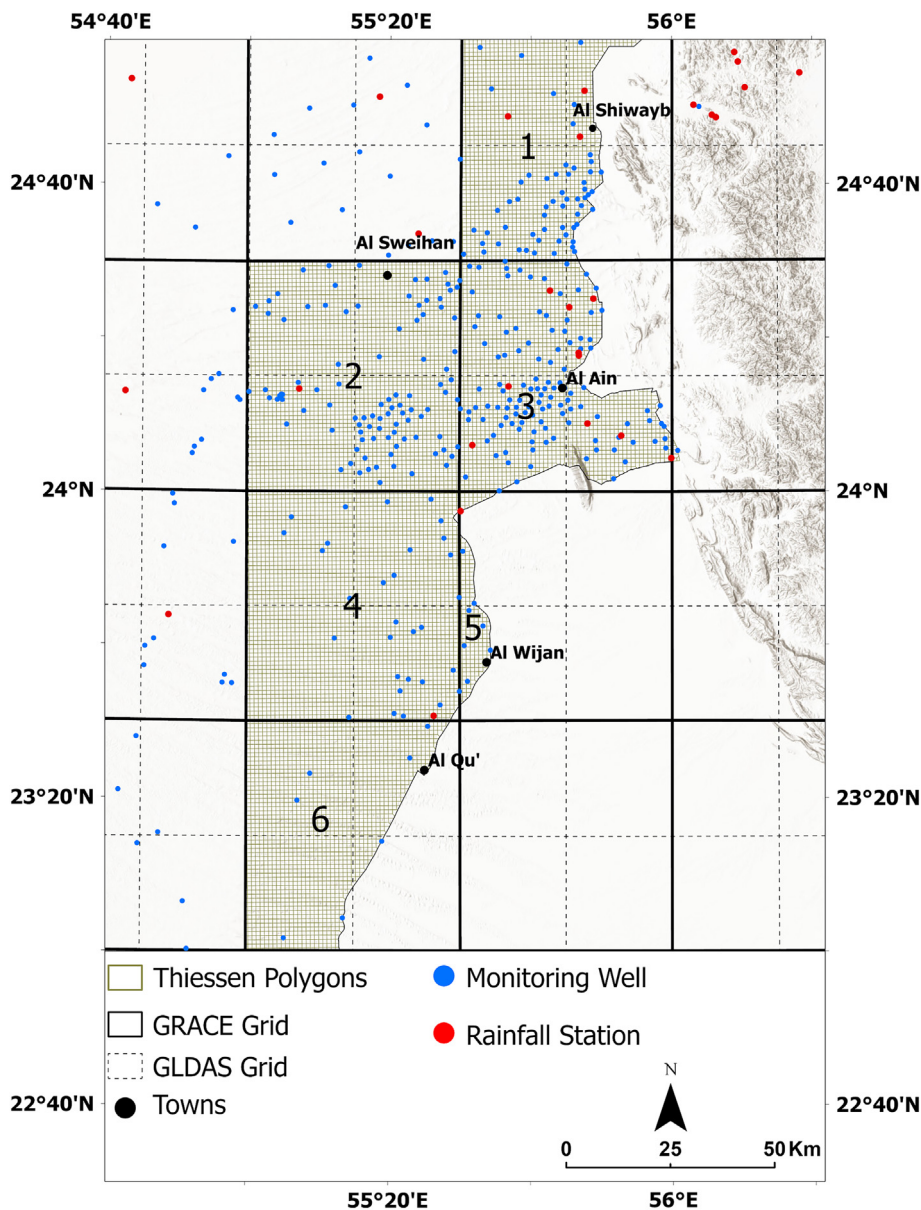 54°40'E 55°20'E 56°E
Al Shiwayb
1
24°40' 24°40'N
Al Sweihan
2
Al Ain
3
24°N 24°N
4
5
Al Wijan
Al Qu'
23°20' 23°20'N
6
Thiessen Polygons Monitoring Well
GRACE Grid Rainfall Station
GLDAS Grid
Towns
N
22°40'N 22°40'N
0 25 50 Km
55°20'E 56°E